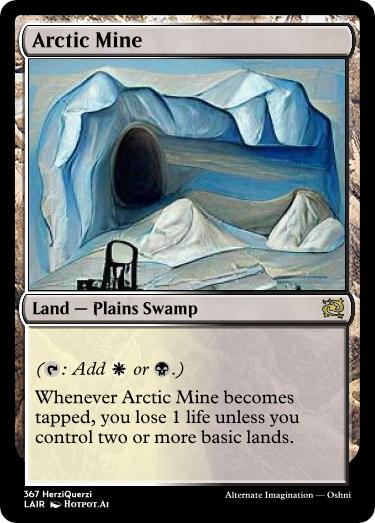 Arctic Mine
Land — Plains Swamp
(: Add or .)
Whenever Arctic Mine becomes
tapped, you lose 1 life unless you
control two or more basic lands.
367 HerziQuerzi
LAIR Hotpot.Ai
Alternate Imagination — Oshni